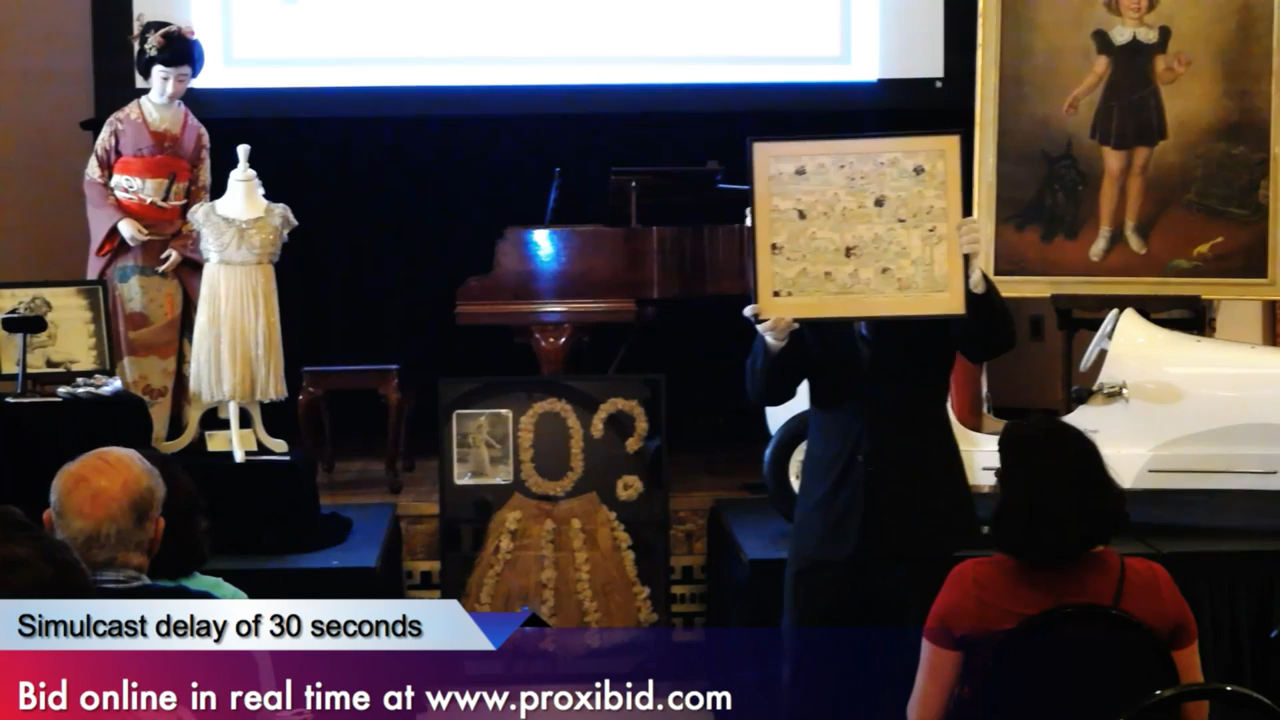 Simulcast delay of 30 seconds
Bid online in real time at www.proxibid.com